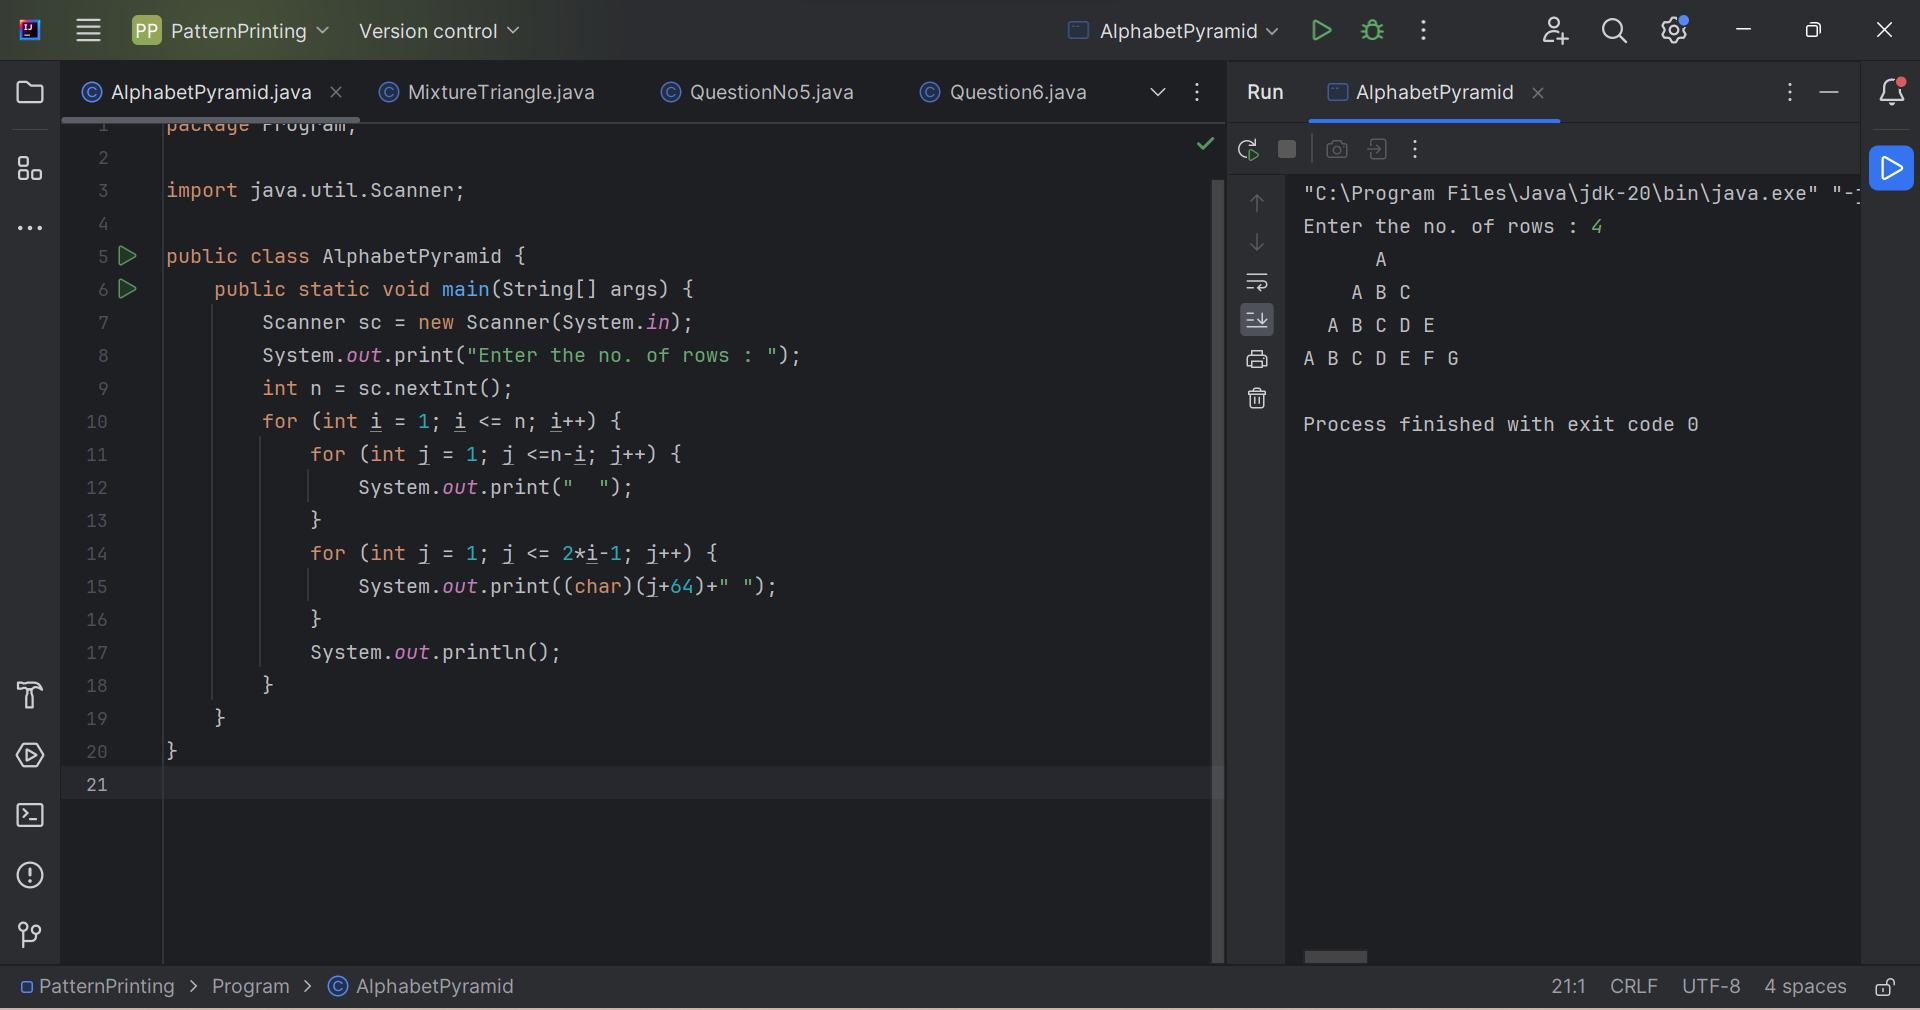 PP PatternPrinting Version control AlphabetPyramid
AlphabetPyramid.java MixtureTriangle.java QuestionNo5.java Question6.java
1 package Program;
2
3 import java.util.Scanner;
4
5 public class AlphabetPyramid {
6     public static void main(String[] args) {
7         Scanner sc = new Scanner(System.in);
8         System.out.print("Enter the no. of rows : ");
9         int n = sc.nextInt();
10         for (int i = 1; i <= n; i++) {
11             for (int j = 1; j <=n-i; j++) {
12                 System.out.print("  ");
13             }
14             for (int j = 1; j <= 2*i-1; j++) {
15                 System.out.print((char)(j+64)+" ");
16             }
17             System.out.println();
18         }
19     }
20 }
21
Run AlphabetPyramid
"C:\Program Files\Java\jdk-20\bin\java.exe" "-j
Enter the no. of rows : 4
      A
    A B C
  A B C D E
A B C D E F G
Process finished with exit code 0
PatternPrinting > Program > AlphabetPyramid 21:1 CRLF UTF-8 4 spaces